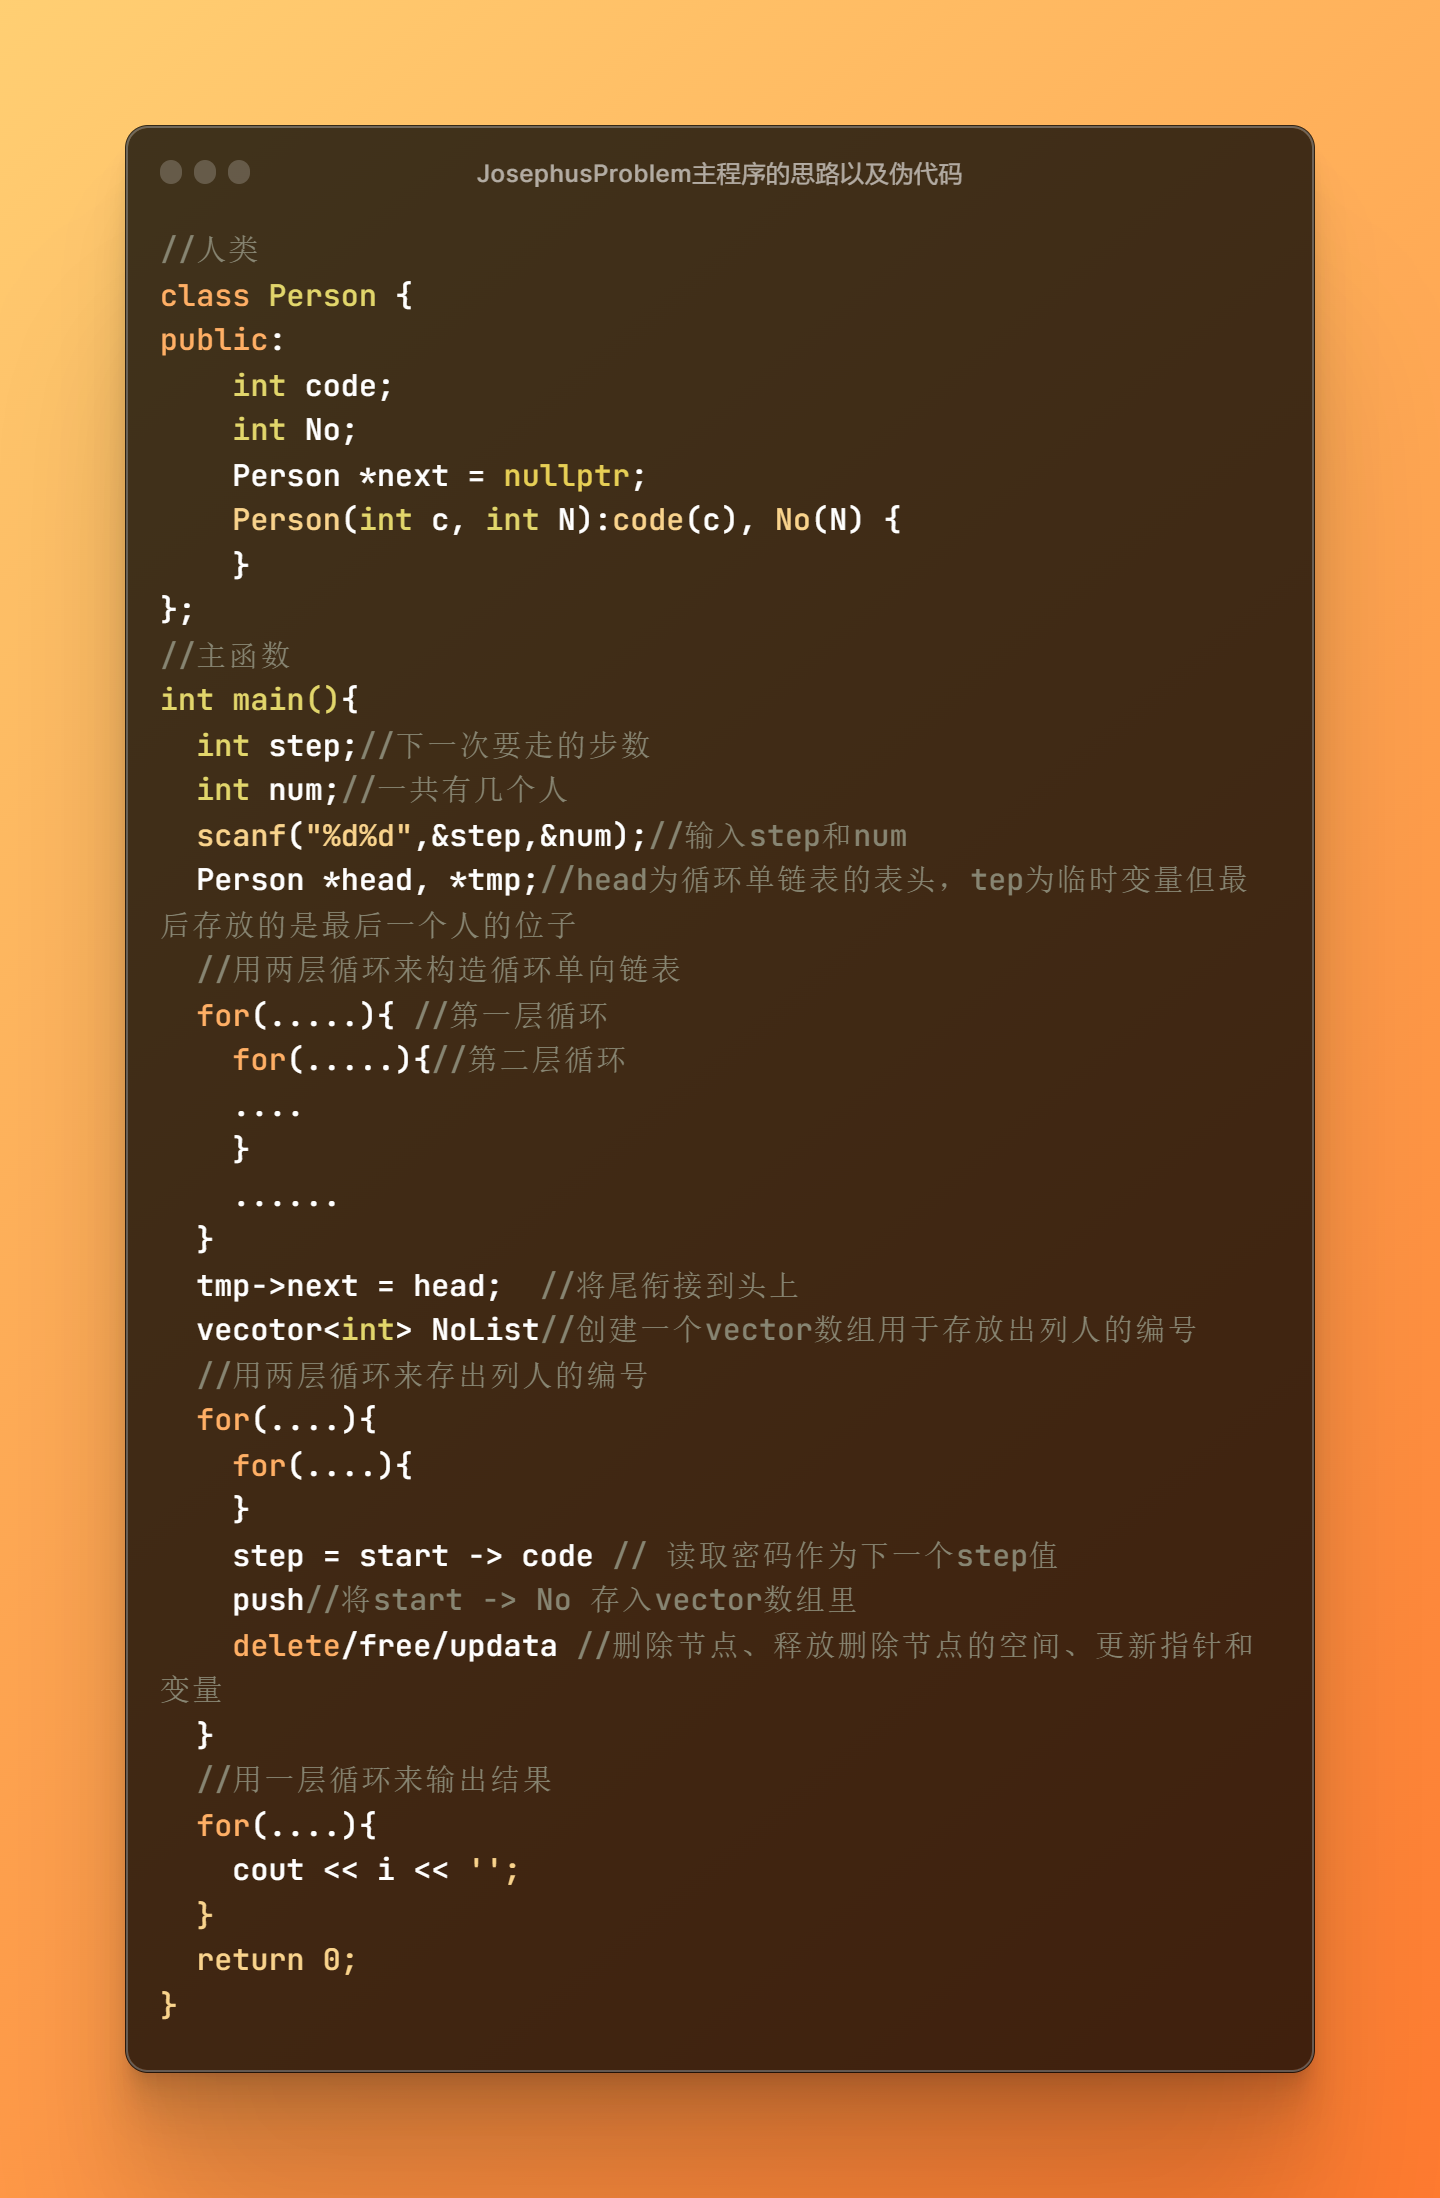 JosephusProblem主程序的思路以及伪代码
//人类
class Person {
public:
    int code;
    int No;
    Person *next = nullptr;
    Person(int c, int N):code(c), No(N) {
    }
};
//主函数
int main(){
  int step;//下一次要走的步数
  int num;//一共有几个人
  scanf("%d%d",&step,&num);//输入step和num
  Person *head, *tmp;//head为循环单链表的表头，tep为临时变量但最
后存放的是最后一个人的位子
  //用两层循环来构造循环单向链表
  for(.....){ //第一层循环
    for(.....){//第二层循环
    ....
    }
    ......
  }
  tmp->next = head;  //将尾衔接到头上
  vecotor<int> NoList//创建一个vector数组用于存放出列人的编号
  //用两层循环来存出列人的编号
  for(....){
    for(....){
    }
    step = start -> code // 读取密码作为下一个step值
    push//将start -> No 存入vector数组里
    delete/free/updata //删除节点、释放删除节点的空间、更新指针和
变量
  }
  //用一层循环来输出结果
  for(....){
    cout << i << '';
  }
  return 0;
}